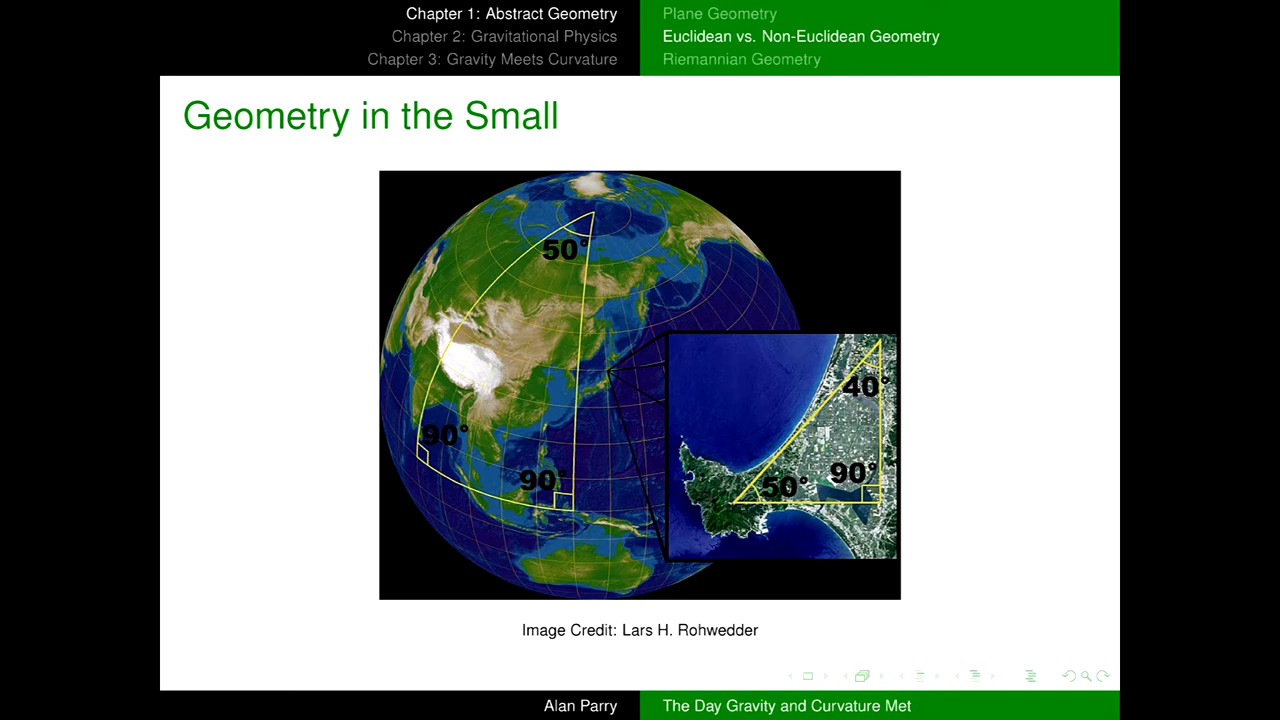 Chapter 1: Abstract Geometry
Chapter 2: Gravitational Physics
Chapter 3: Gravity Meets Curvature
Plane Geometry
Euclidean vs. Non-Euclidean Geometry
Riemannian Geometry
Geometry in the Small
50°
90°
90°
40°
50°
90°
Image Credit: Lars H. Rohwedder
Alan Parry
The Day Gravity and Curvature Met